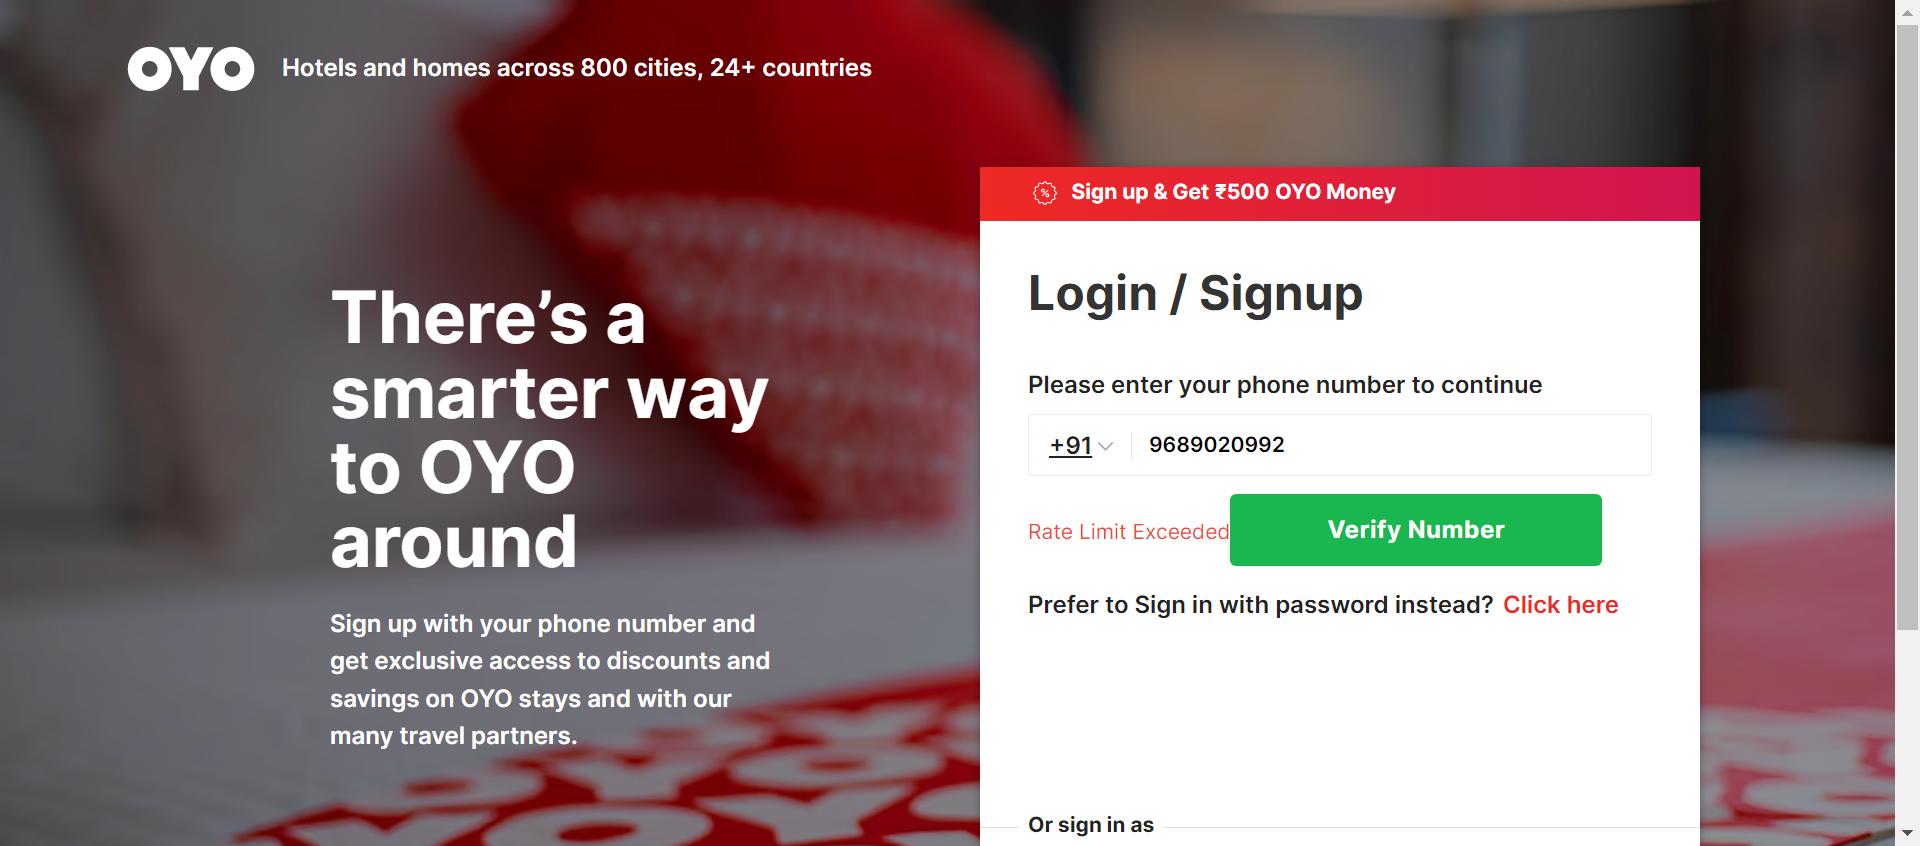 OYO
Hotels and homes across 800 cities, 24+ countries
Sign up & Get ₹500 OYO Money
Login / Signup
There’s a
smarter way
to OYO
around
Sign up with your phone number and
get exclusive access to discounts and
savings on OYO stays and with our
many travel partners.
Please enter your phone number to continue
+91 9689020992
Rate Limit Exceeded
Verify Number
Prefer to Sign in with password instead? Click here
Or sign in as